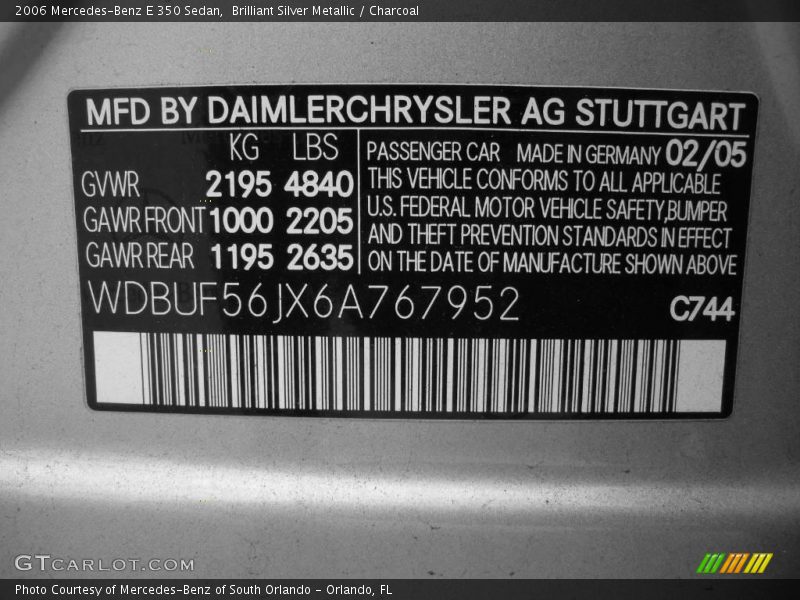 2006 Mercedes-Benz E 350 Sedan,  Brilliant Silver Metallic / Charcoal
MFD BY DAIMLERCHRYSLER AG STUTTGART
KG LBS
GVWR 2195 4840
GAWR FRONT 1000 2205
GAWR REAR 1195 2635
PASSENGER CAR MADE IN GERMANY 02/05
THIS VEHICLE CONFORMS TO ALL APPLICABLE
U.S. FEDERAL MOTOR VEHICLE SAFETY,BUMPER
AND THEFT PREVENTION STANDARDS IN EFFECT
ON THE DATE OF MANUFACTURE SHOWN ABOVE
WDBUF56JX6A767952 C744
GTCARLOT.COM
Photo Courtesy of Mercedes-Benz of South Orlando - Orlando, FL